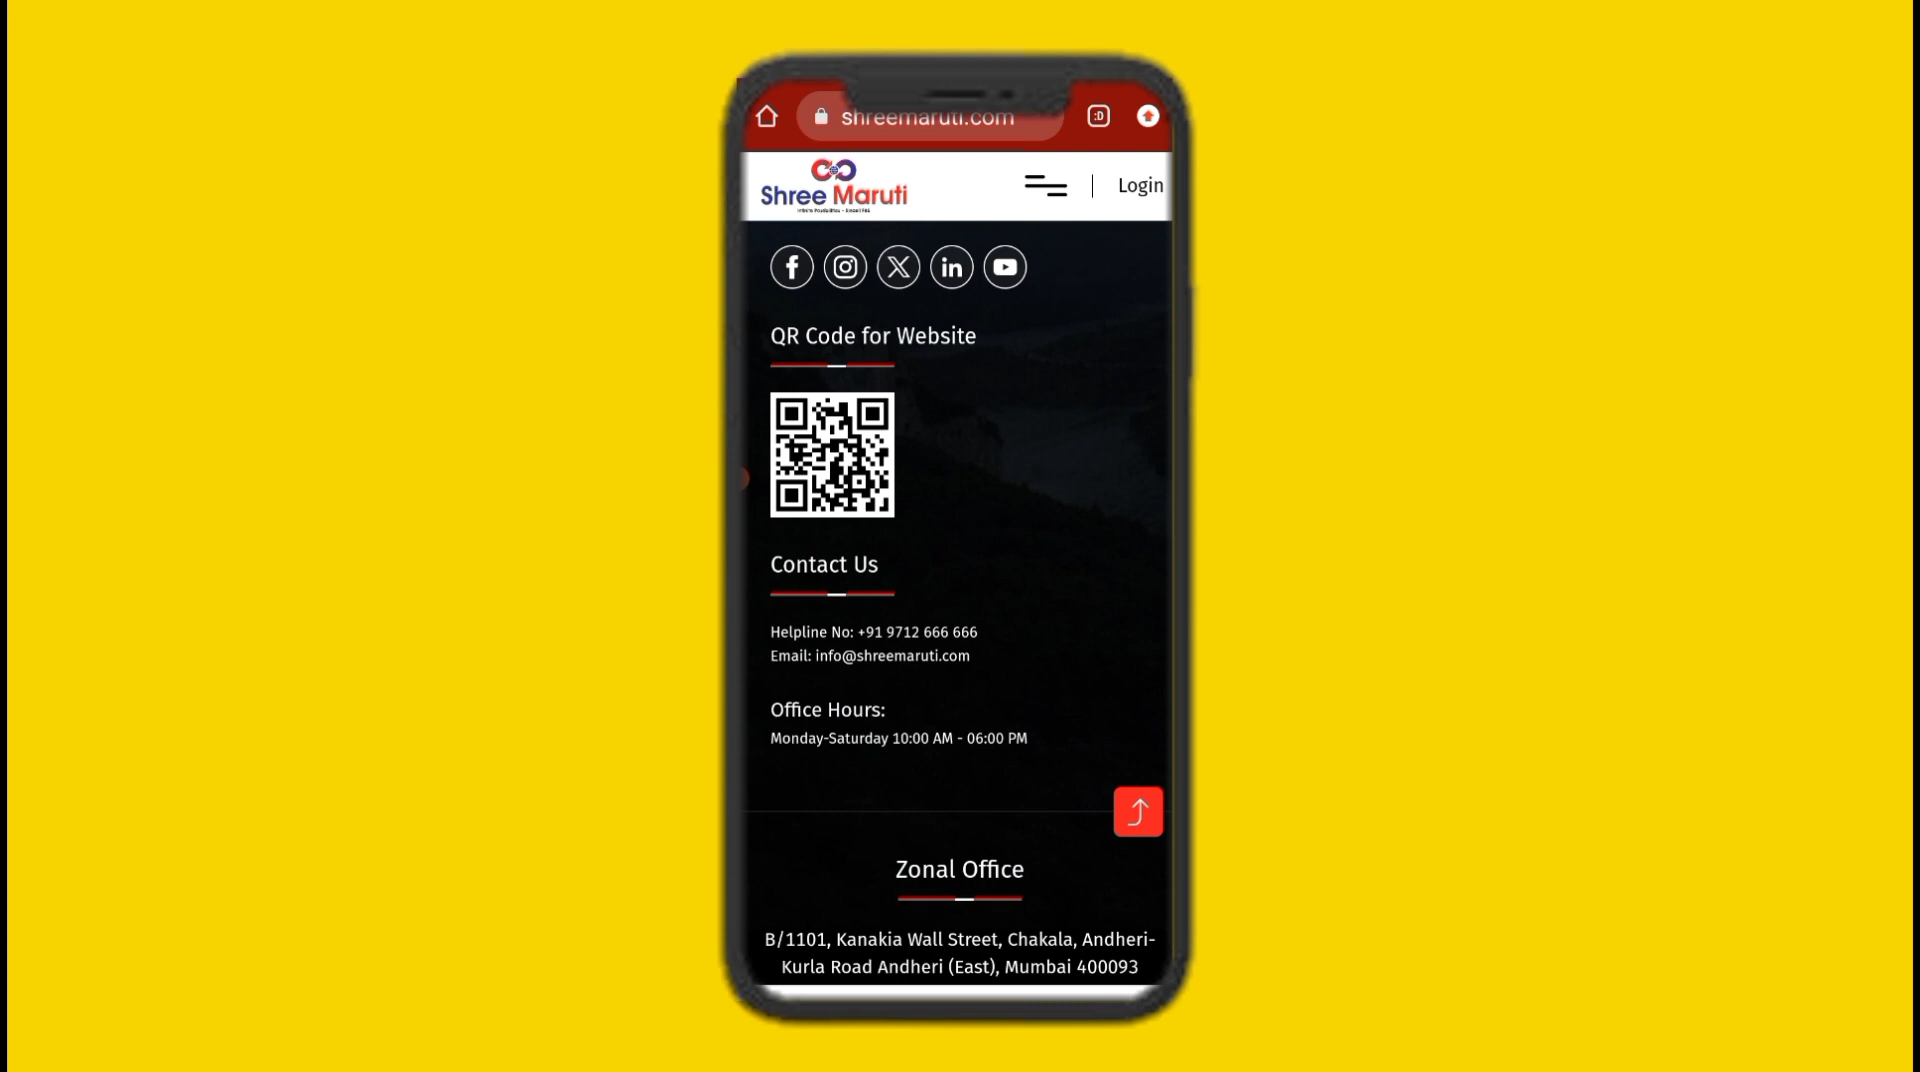 shreemaruti.com
:D
Shree Maruti
Login
QR Code for Website
Contact Us
Helpline No: +91 9712 666 666
Email: info@shreemaruti.com
Office Hours:
Monday-Saturday 10:00 AM - 06:00 PM
Zonal Office
B/1101, Kanakia Wall Street, Chakala, Andheri-
Kurla Road Andheri (East), Mumbai 400093